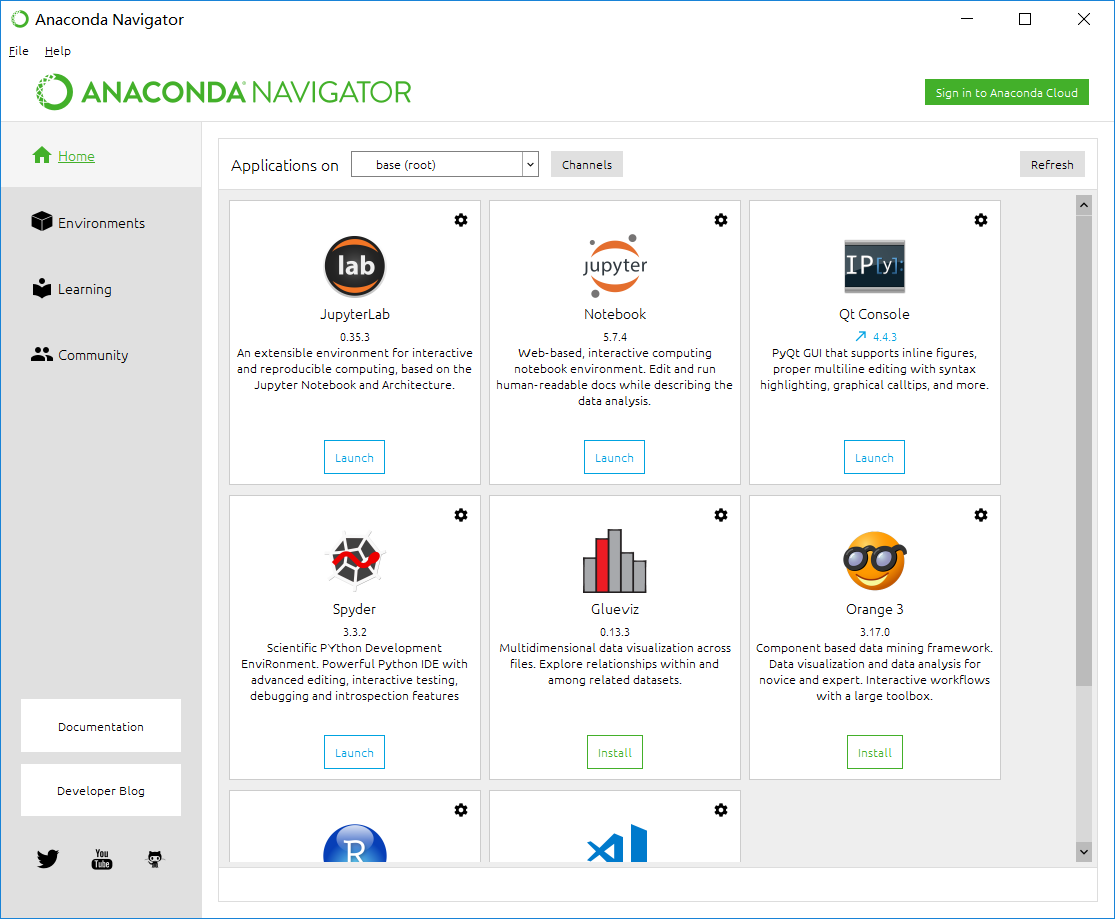 Anaconda Navigator
File Help
ANACONDA NAVIGATOR
Sign in to Anaconda Cloud
Home
Environments
Learning
Community
Documentation
Developer Blog
You
Tube
Applications on
base (root)
Channels
Refresh
lab
JupyterLab
0.35.3
An extensible environment for interactive
and reproducible computing, based on the
Jupyter Notebook and Architecture.
Launch
jupyter
Notebook
5.7.4
Web-based, interactive computing
notebook environment. Edit and run
human-readable docs while describing the
data analysis.
Launch
IP[y]:
Qt Console
4.4.3
PyQt GUI that supports inline figures,
proper multiline editing with syntax
highlighting, graphical calltips, and more.
Launch
Spyder
3.3.2
Scientific PYthon Development
EnviRonment. Powerful Python IDE with
advanced editing, interactive testing,
debugging and introspection features
Launch
Glueviz
0.13.3
Multidimensional data visualization across
files. Explore relationships within and
among related datasets.
Install
Orange 3
3.17.0
Component based data mining framework.
Data visualization and data analysis for
novice and expert. Interactive workflows
with a large toolbox.
Install
R